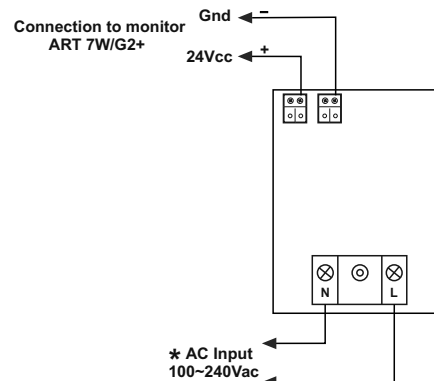 Connection to monitor
ART 7W/G2+
Gnd −
24Vcc +
N L
* AC Input
100~240Vac